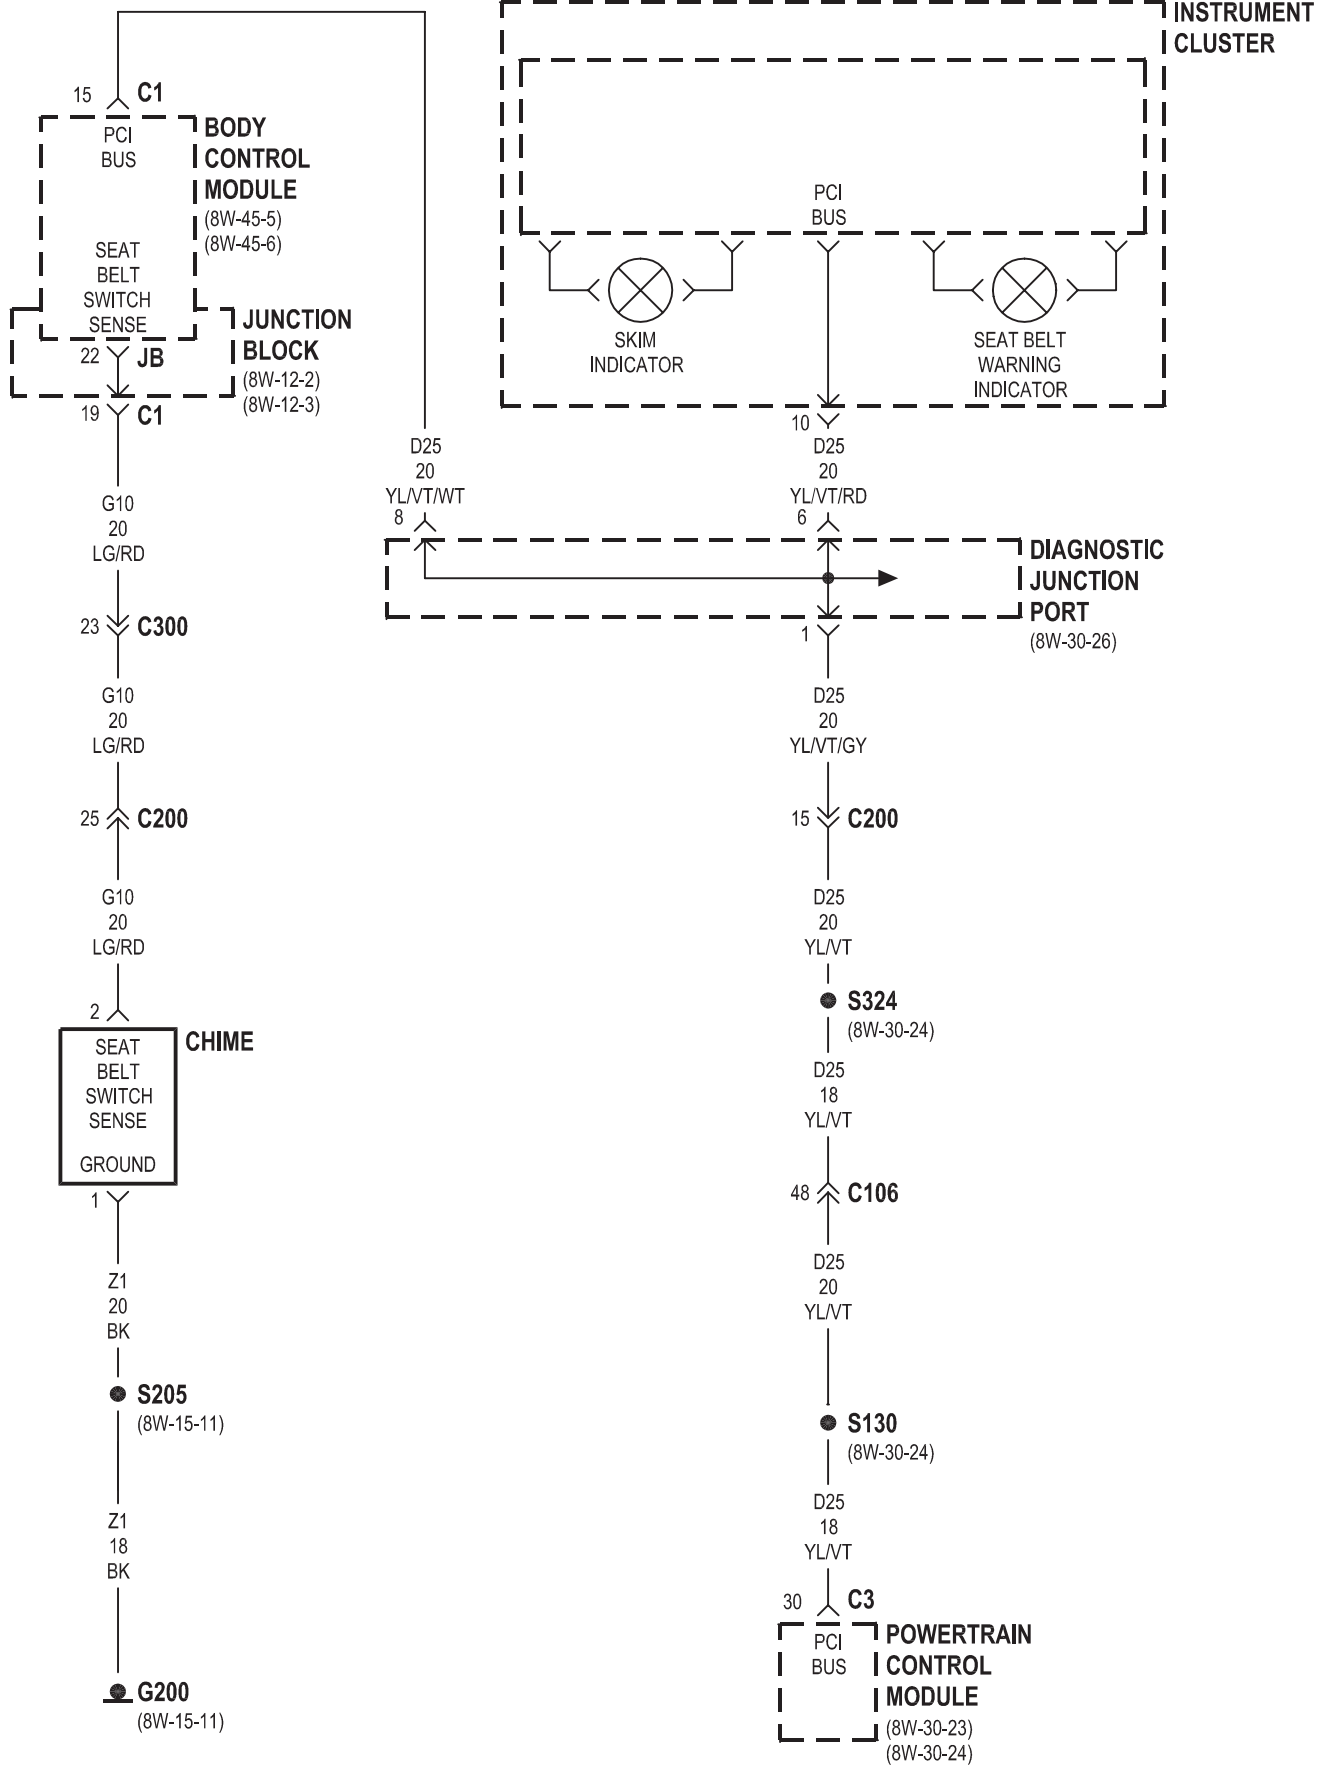 INSTRUMENT
CLUSTER
15 C1
PCI
BUS
BODY
CONTROL
MODULE
(8W-45-5)
(8W-45-6)
SEAT
BELT
SWITCH
SENSE
22 JB
JUNCTION
BLOCK
(8W-12-2)
(8W-12-3)
19 C1
G10
20
LG/RD
23 C300
G10
20
LG/RD
25 C200
G10
20
LG/RD
2
CHIME
SEAT
BELT
SWITCH
SENSE
GROUND
1
Z1
20
BK
S205
(8W-15-11)
Z1
18
BK
G200
(8W-15-11)
D25
20
YL/VT/WT
8
PCI
BUS
SKIM
INDICATOR
SEAT BELT
WARNING
INDICATOR
10
D25
20
YL/VT/RD
6
DIAGNOSTIC
JUNCTION
PORT
(8W-30-26)
1
D25
20
YL/VT/GY
15 C200
D25
20
YL/VT
S324
(8W-30-24)
D25
18
YL/VT
48 C106
D25
20
YL/VT
S130
(8W-30-24)
D25
18
YL/VT
30 C3
PCI
BUS
POWERTRAIN
CONTROL
MODULE
(8W-30-23)
(8W-30-24)